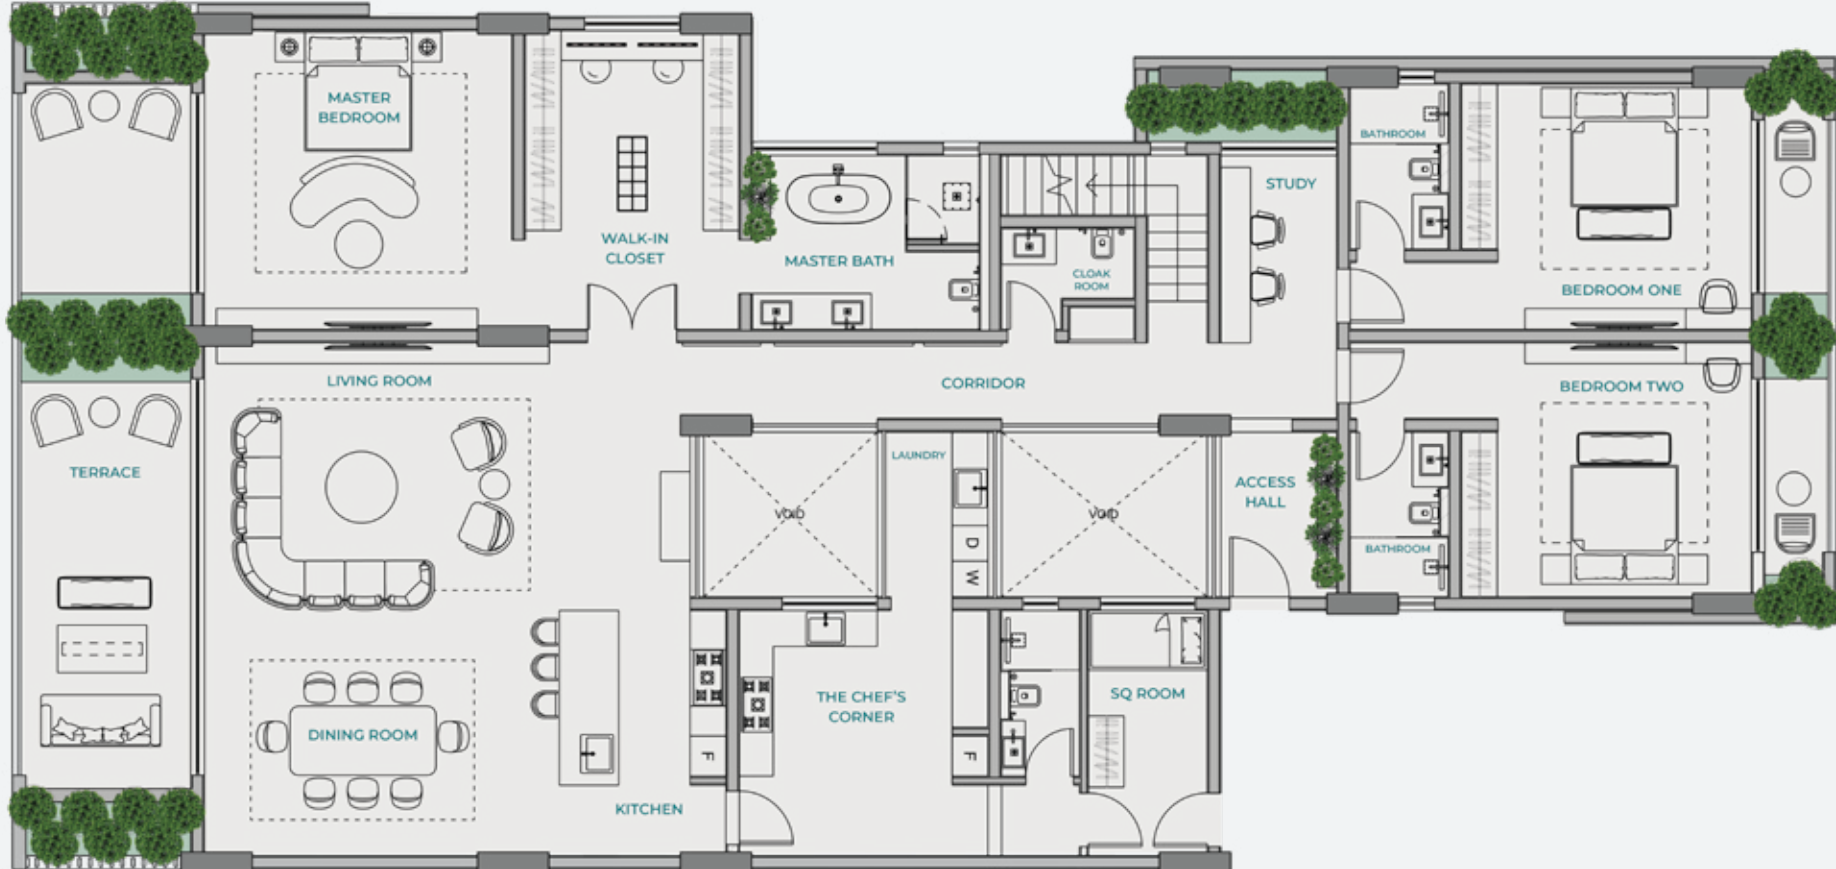 MASTER
BEDROOM
WALK-IN
CLOSET
MASTER BATH
CLOAK
ROOM
STUDY
BATHROOM
BEDROOM ONE
LIVING ROOM
CORRIDOR
BEDROOM TWO
TERRACE
VOID
LAUNDRY
D
W
VOID
ACCESS
HALL
BATHROOM
DINING ROOM
KITCHEN
F
THE CHEF'S
CORNER
F
SQ ROOM